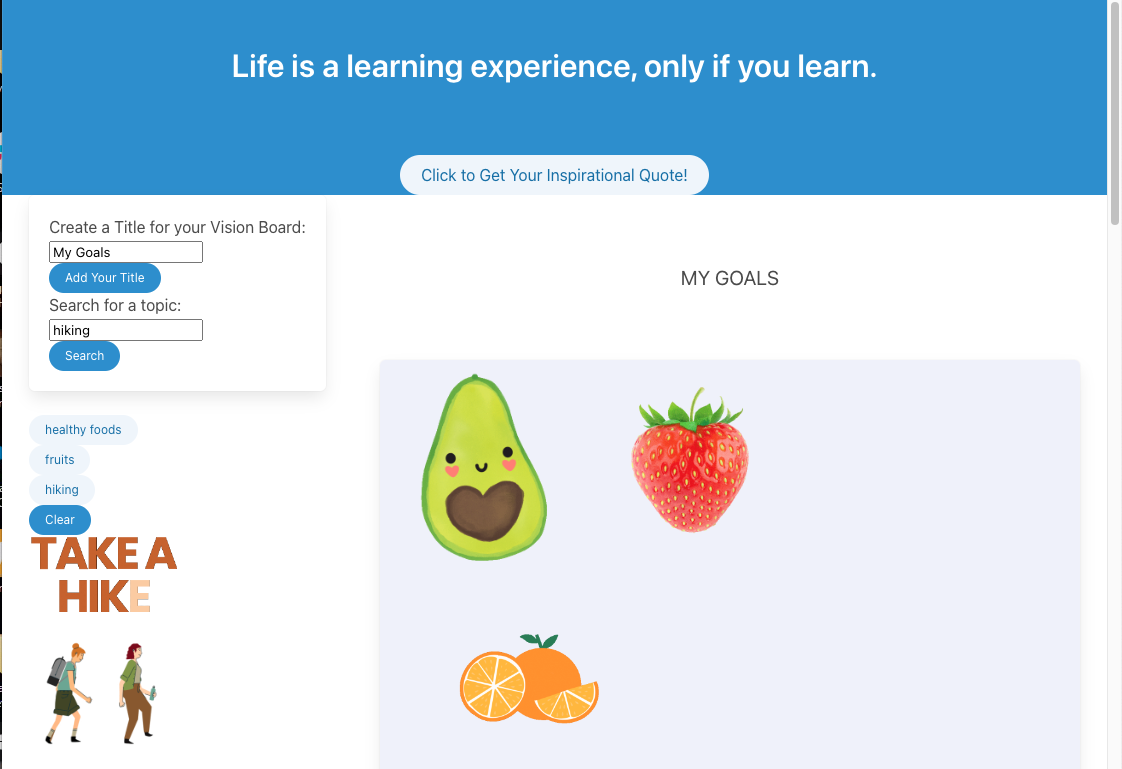 Life is a learning experience, only if you learn.
Click to Get Your Inspirational Quote!
Create a Title for your Vision Board:
My Goals
Add Your Title
Search for a topic:
hiking
Search
healthy foods
fruits
hiking
Clear
TAKE A
HIKE
MY GOALS